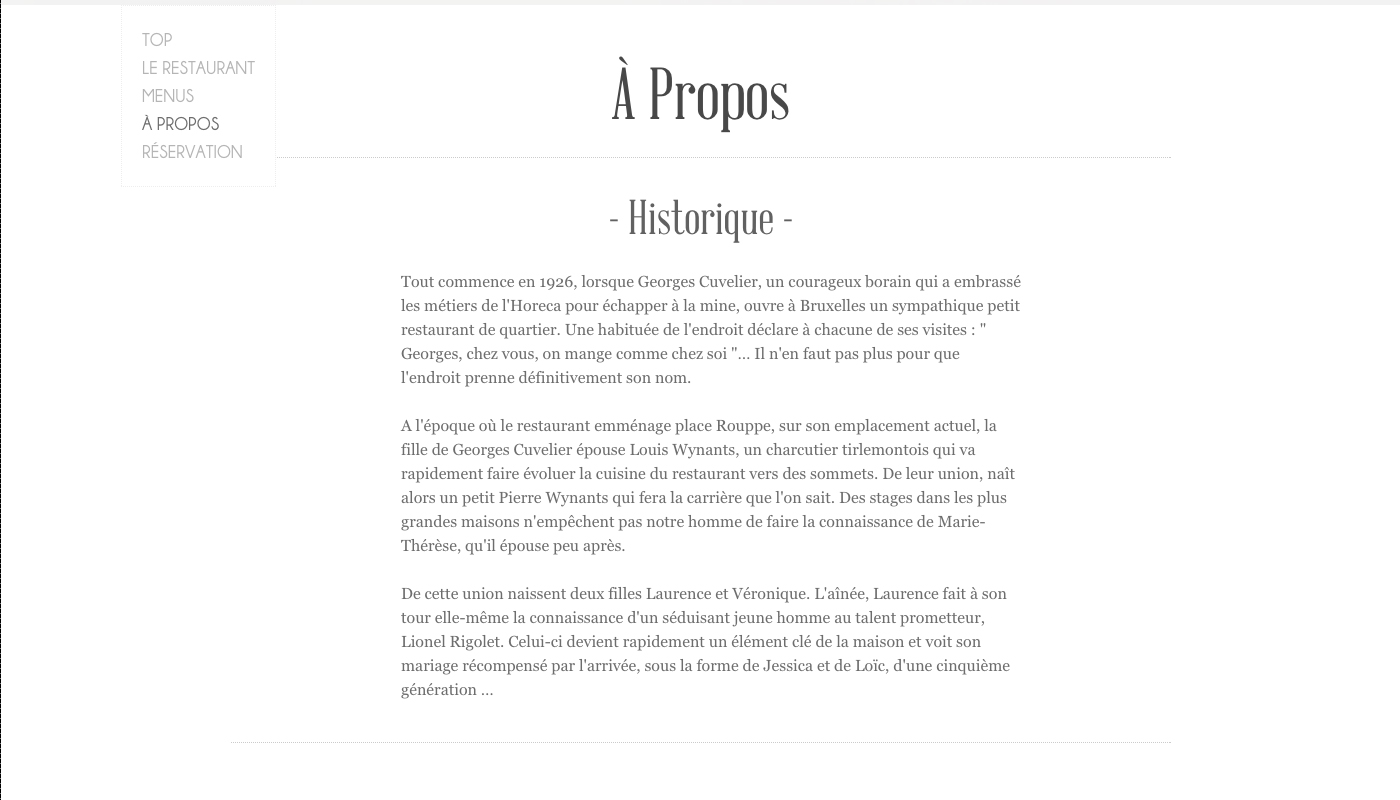 TOP
LE RESTAURANT
MENUS
À PROPOS
RÉSERVATION
À Propos
- Historique -
Tout commence en 1926, lorsque Georges Cuvelier, un courageux borain qui a embrassé
les métiers de l'Horeca pour échapper à la mine, ouvre à Bruxelles un sympathique petit
restaurant de quartier. Une habituée de l'endroit déclare à chacune de ses visites : "
Georges, chez vous, on mange comme chez soi "... Il n'en faut pas plus pour que
l'endroit prenne définitivement son nom.
A l'époque où le restaurant emménage place Rouppe, sur son emplacement actuel, la
fille de Georges Cuvelier épouse Louis Wynants, un charcutier tirlemontois qui va
rapidement faire évoluer la cuisine du restaurant vers des sommets. De leur union, naît
alors un petit Pierre Wynants qui fera la carrière que l'on sait. Des stages dans les plus
grandes maisons n'empêchent pas notre homme de faire la connaissance de Marie-
Thérèse, qu'il épouse peu après.
De cette union naissent deux filles Laurence et Véronique. L'aînée, Laurence fait à son
tour elle-même la connaissance d'un séduisant jeune homme au talent prometteur,
Lionel Rigolet. Celui-ci devient rapidement un élément clé de la maison et voit son
mariage récompensé par l'arrivée, sous la forme de Jessica et de Loïc, d'une cinquième
génération ...